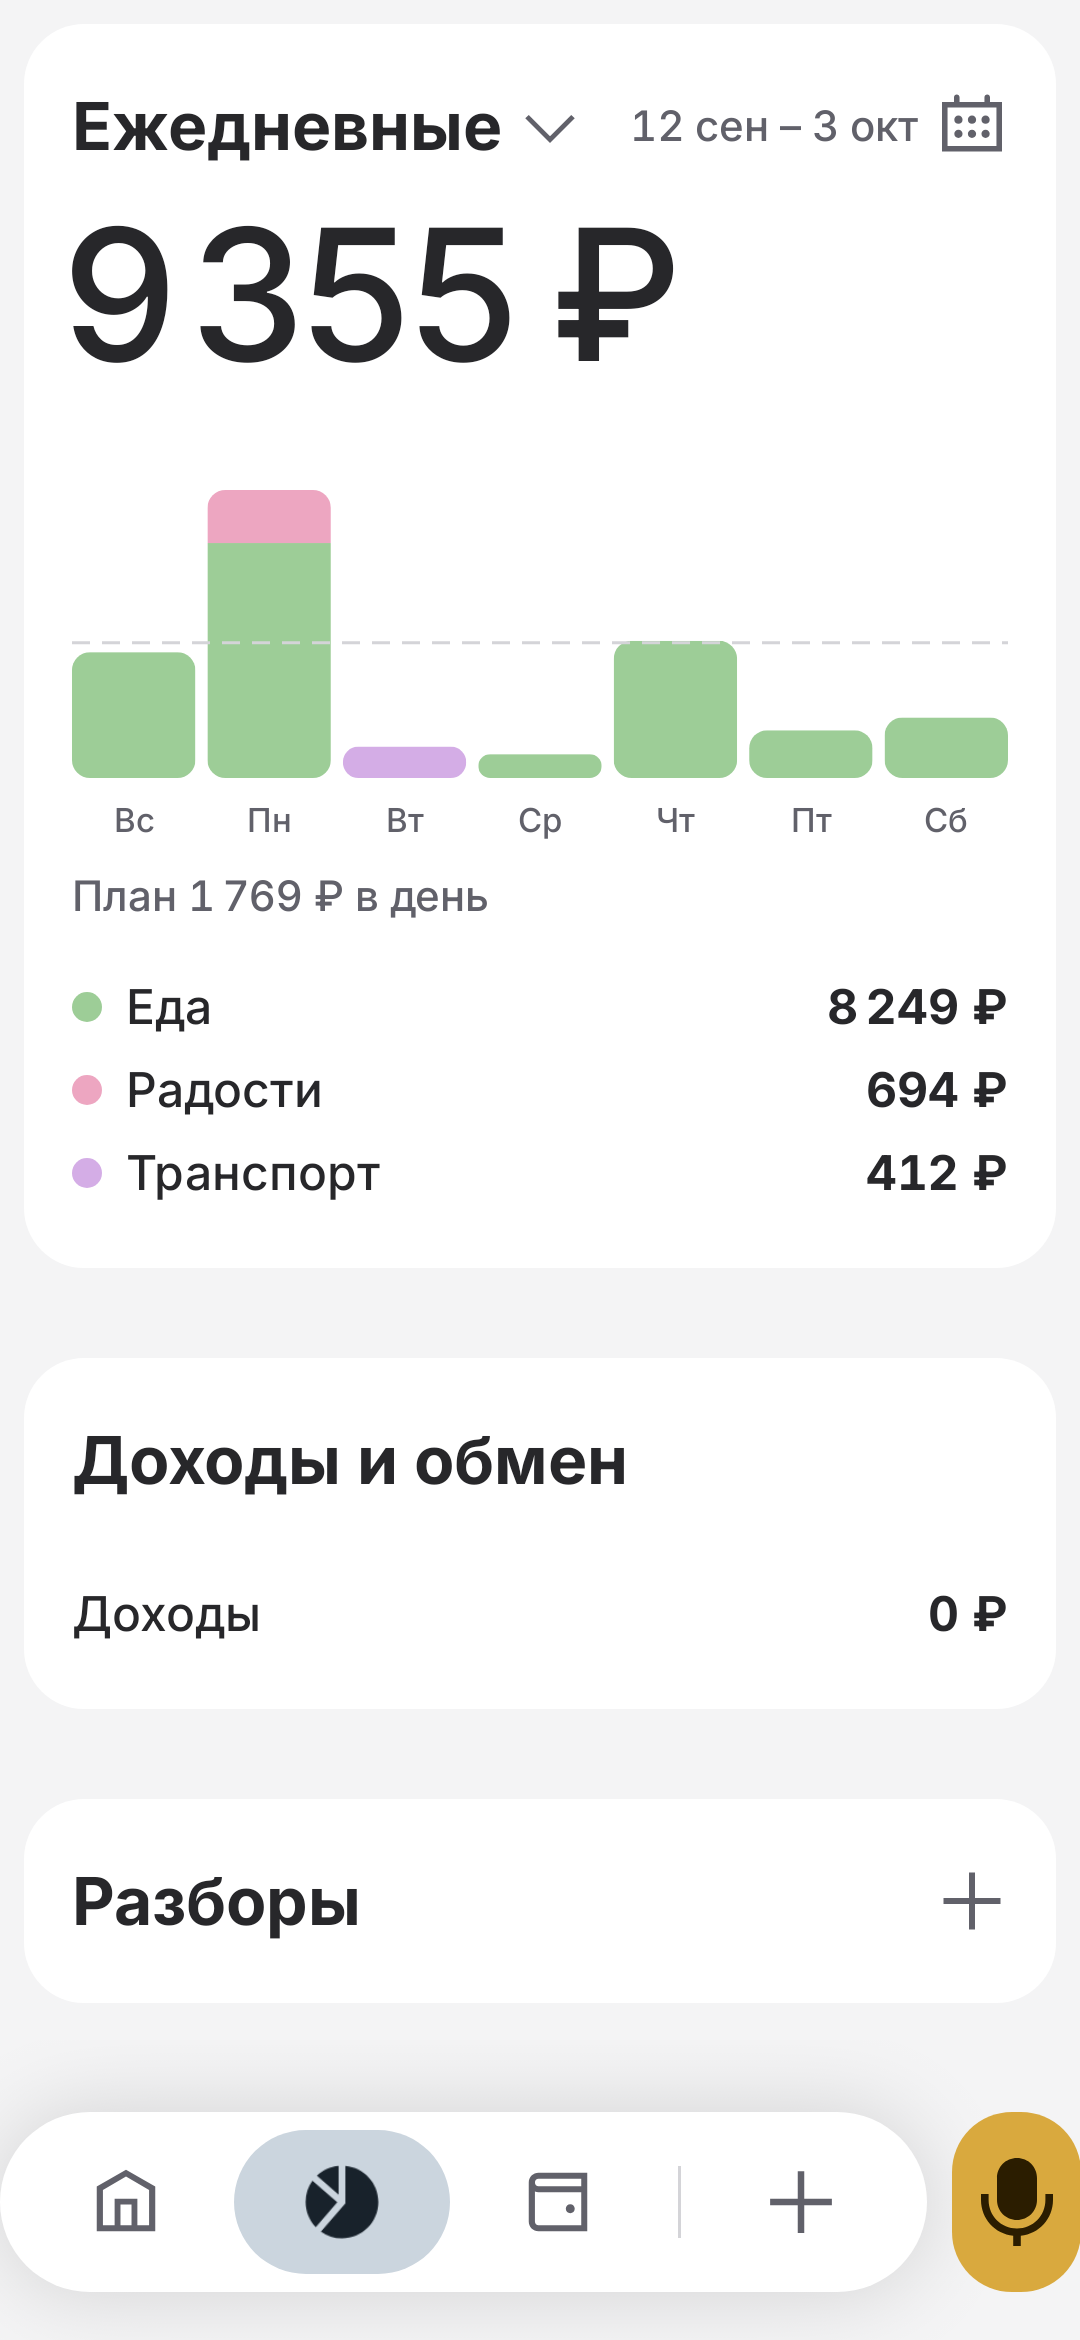 Ежедневные 12 сен – 3 окт
9 355 ₽
Вс Пн Вт Ср Чт Пт Сб
План 1 769 ₽ в день
Еда 8 249 ₽
Радости 694 ₽
Транспорт 412 ₽
Доходы и обмен
Доходы 0 ₽
Разборы